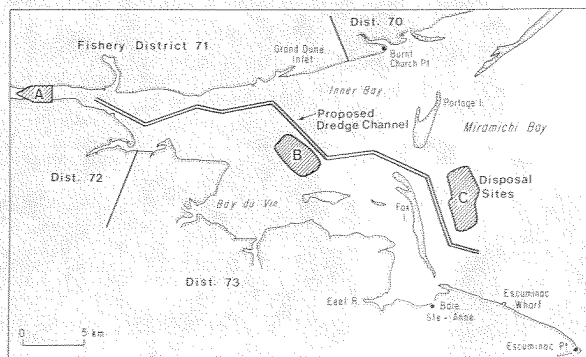 Dist. 70
Fishery District 71
Grand Dune
Inlet
Burnt
Church Pt
Inner Bay
A
Portage I.
Proposed
Dredge Channel
Miramichi Bay
B
Disposal
Sites
C
Dist. 72
Bay du Vin
Fox
I.
Dist. 73
Eeel R.
Baie
Ste-Anne
Escuminac
Wharf
0 5 km
Escuminac Pt